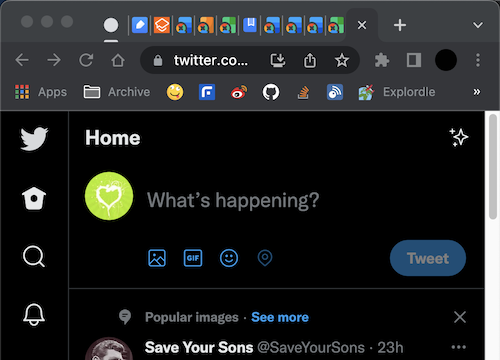 twitter.co...
Apps Archive Explordle »
Home
What's happening?
GIF
Tweet
Popular images · See more
Save Your Sons @SaveYourSons · 23h